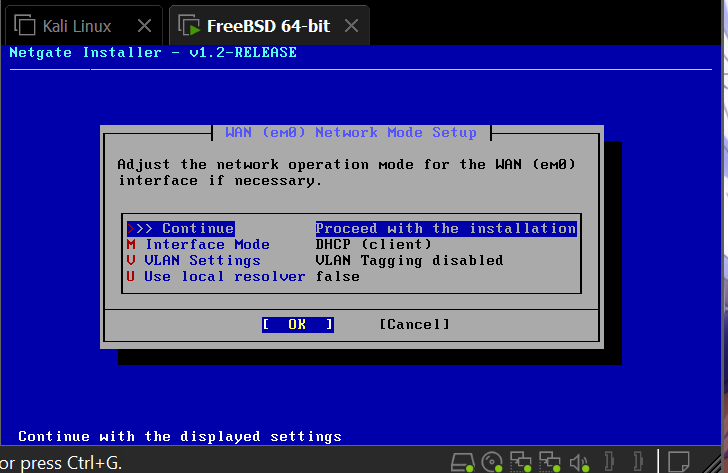 Kali Linux
FreeBSD 64-bit
Netgate Installer - v1.2-RELEASE
WAN (em0) Network Mode Setup
Adjust the network operation mode for the WAN (em0)
interface if necessary.
>>> Continue Proceed with the installation
M Interface Mode DHCP (client)
V VLAN Settings VLAN Tagging disabled
U Use local resolver false
[ OK ] [Cancel]
Continue with the displayed settings
or press Ctrl+G.